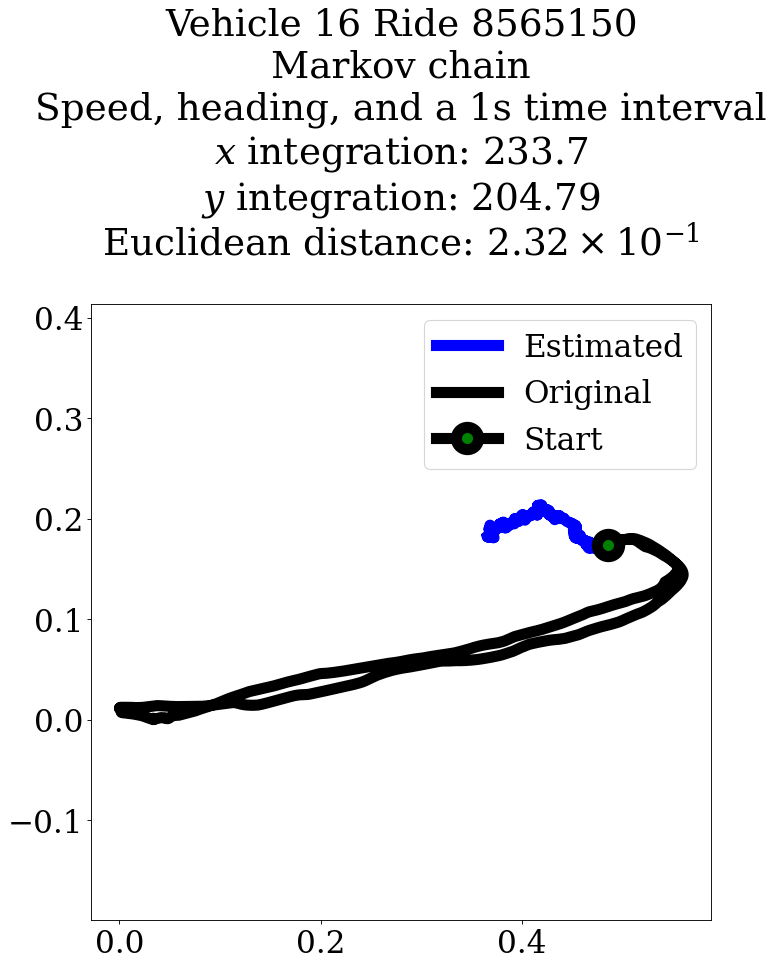 Vehicle 16 Ride 8565150
Markov chain
Speed, heading, and a 1s time interval
x integration: 233.7
y integration: 204.79
Euclidean distance: 2.32 × 10⁻¹
0.4
0.3
0.2
0.1
0.0
−0.1
Estimated
Original
Start
0.0 0.2 0.4